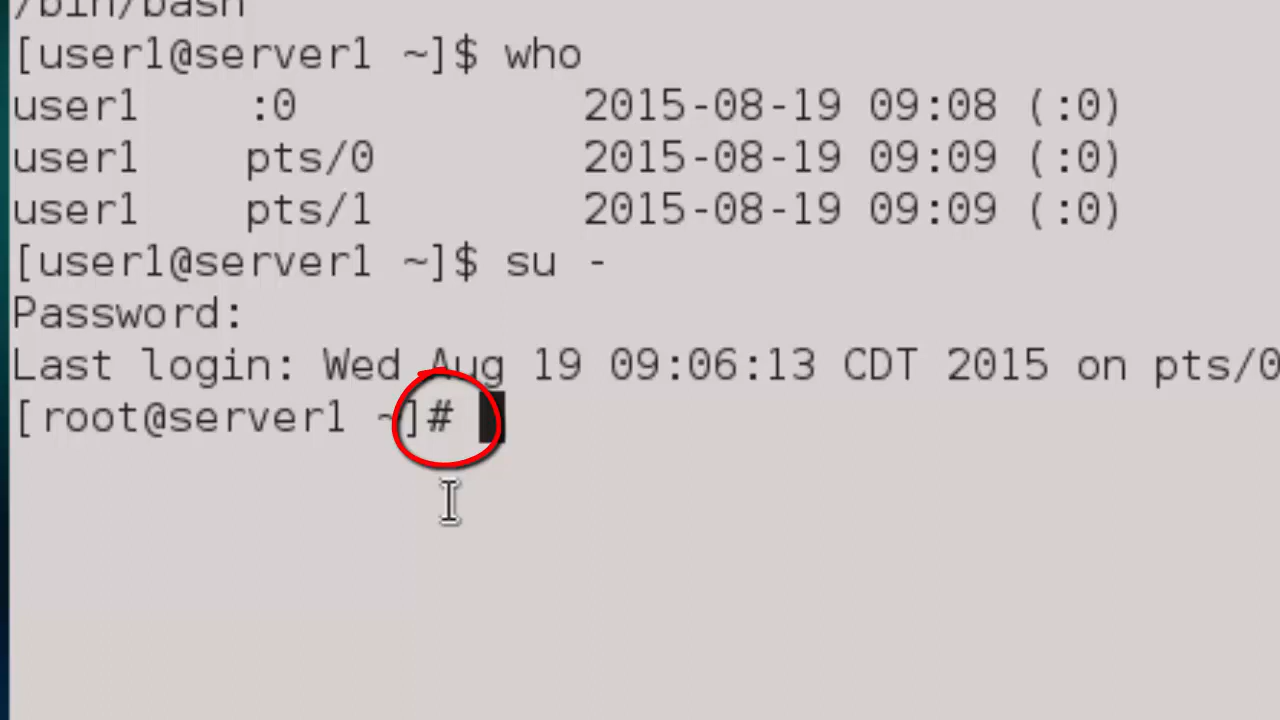 /bin/bash
[user1@server1 ~]$ who
user1 :0 2015-08-19 09:08 (:0)
user1 pts/0 2015-08-19 09:09 (:0)
user1 pts/1 2015-08-19 09:09 (:0)
[user1@server1 ~]$ su -
Password:
Last login: Wed Aug 19 09:06:13 CDT 2015 on pts/0
[root@server1 ~]#